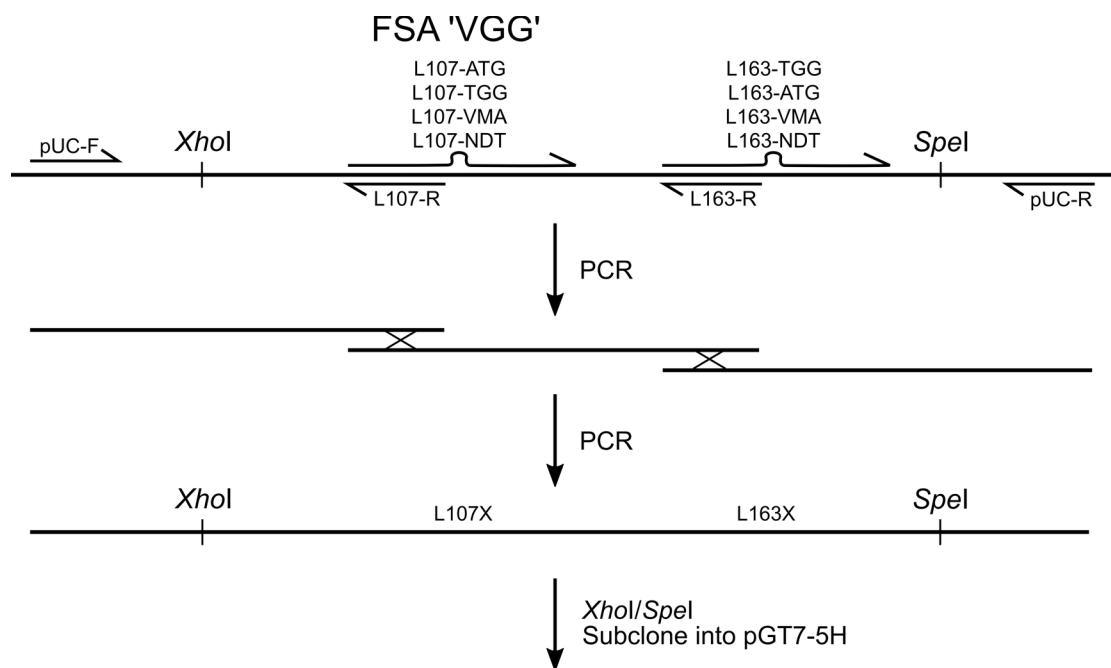 FSA 'VGG'
L107-ATG
L107-TGG
L107-VMA
L107-NDT
L163-TGG
L163-ATG
L163-VMA
L163-NDT
pUC-F
XhoI
SpeI
L107-R
L163-R
pUC-R
PCR
PCR
XhoI
L107X
L163X
SpeI
XhoI/SpeI
Subclone into pGT7-5H